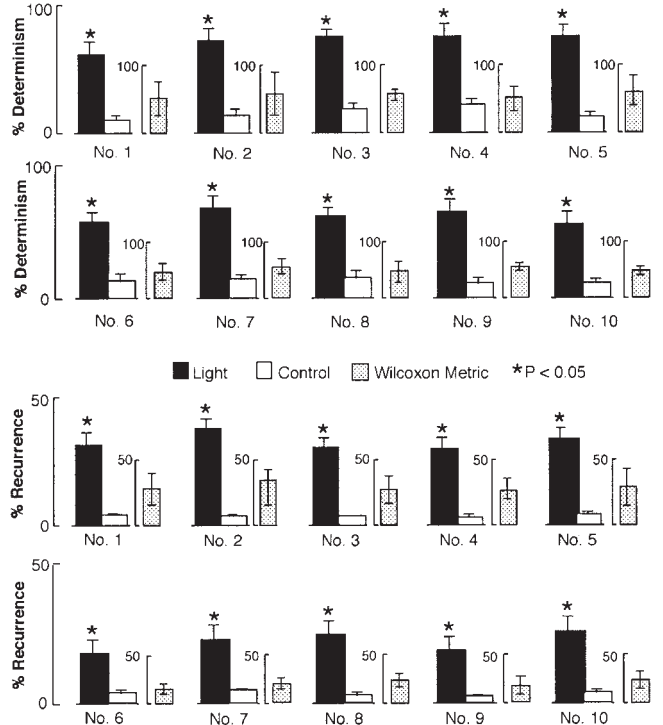 100
% Determinism
0
* * * * *
100 100 100 100 100
No. 1 No. 2 No. 3 No. 4 No. 5
100
% Determinism
0
* * * * *
100 100 100 100 100
No. 6 No. 7 No. 8 No. 9 No. 10
Light Control Wilcoxon Metric *P < 0.05
50
% Recurrence
0
* * * * *
50 50 50 50 50
No. 1 No. 2 No. 3 No. 4 No. 5
50
% Recurrence
0
* * * * *
50 50 50 50 50
No. 6 No. 7 No. 8 No. 9 No. 10